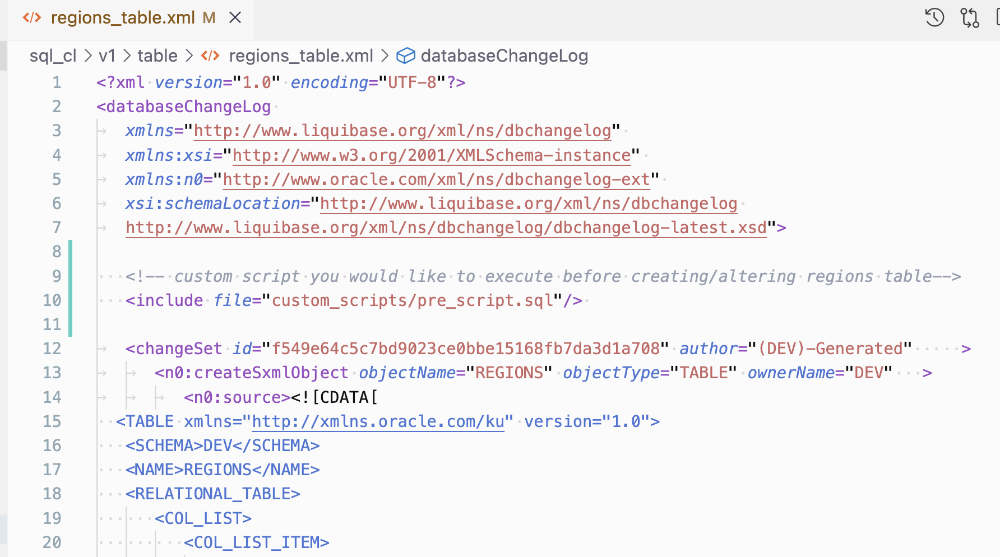 regions_table.xml M
sql_cl > v1 > table > regions_table.xml > databaseChangeLog
1 <?xml version="1.0" encoding="UTF-8"?>
2 <databaseChangeLog
3 xmlns="http://www.liquibase.org/xml/ns/dbchangelog"
4 xmlns:xsi="http://www.w3.org/2001/XMLSchema-instance"
5 xmlns:n0="http://www.oracle.com/xml/ns/dbchangelog-ext"
6 xsi:schemaLocation="http://www.liquibase.org/xml/ns/dbchangelog
7 http://www.liquibase.org/xml/ns/dbchangelog/dbchangelog-latest.xsd">
8
9 <!-- custom script you would like to execute before creating/altering regions table-->
10 <include file="custom_scripts/pre_script.sql"/>
11
12 <changeSet id="f549e64c5c7bd9023ce0bbe15168fb7da3d1a708" author="(DEV)-Generated" >
13 <n0:createSxmlObject objectName="REGIONS" objectType="TABLE" ownerName="DEV" >
14 <n0:source><![CDATA[
15 <TABLE xmlns="http://xmlns.oracle.com/ku" version="1.0">
16 <SCHEMA>DEV</SCHEMA>
17 <NAME>REGIONS</NAME>
18 <RELATIONAL_TABLE>
19 <COL_LIST>
20 <COL_LIST_ITEM>